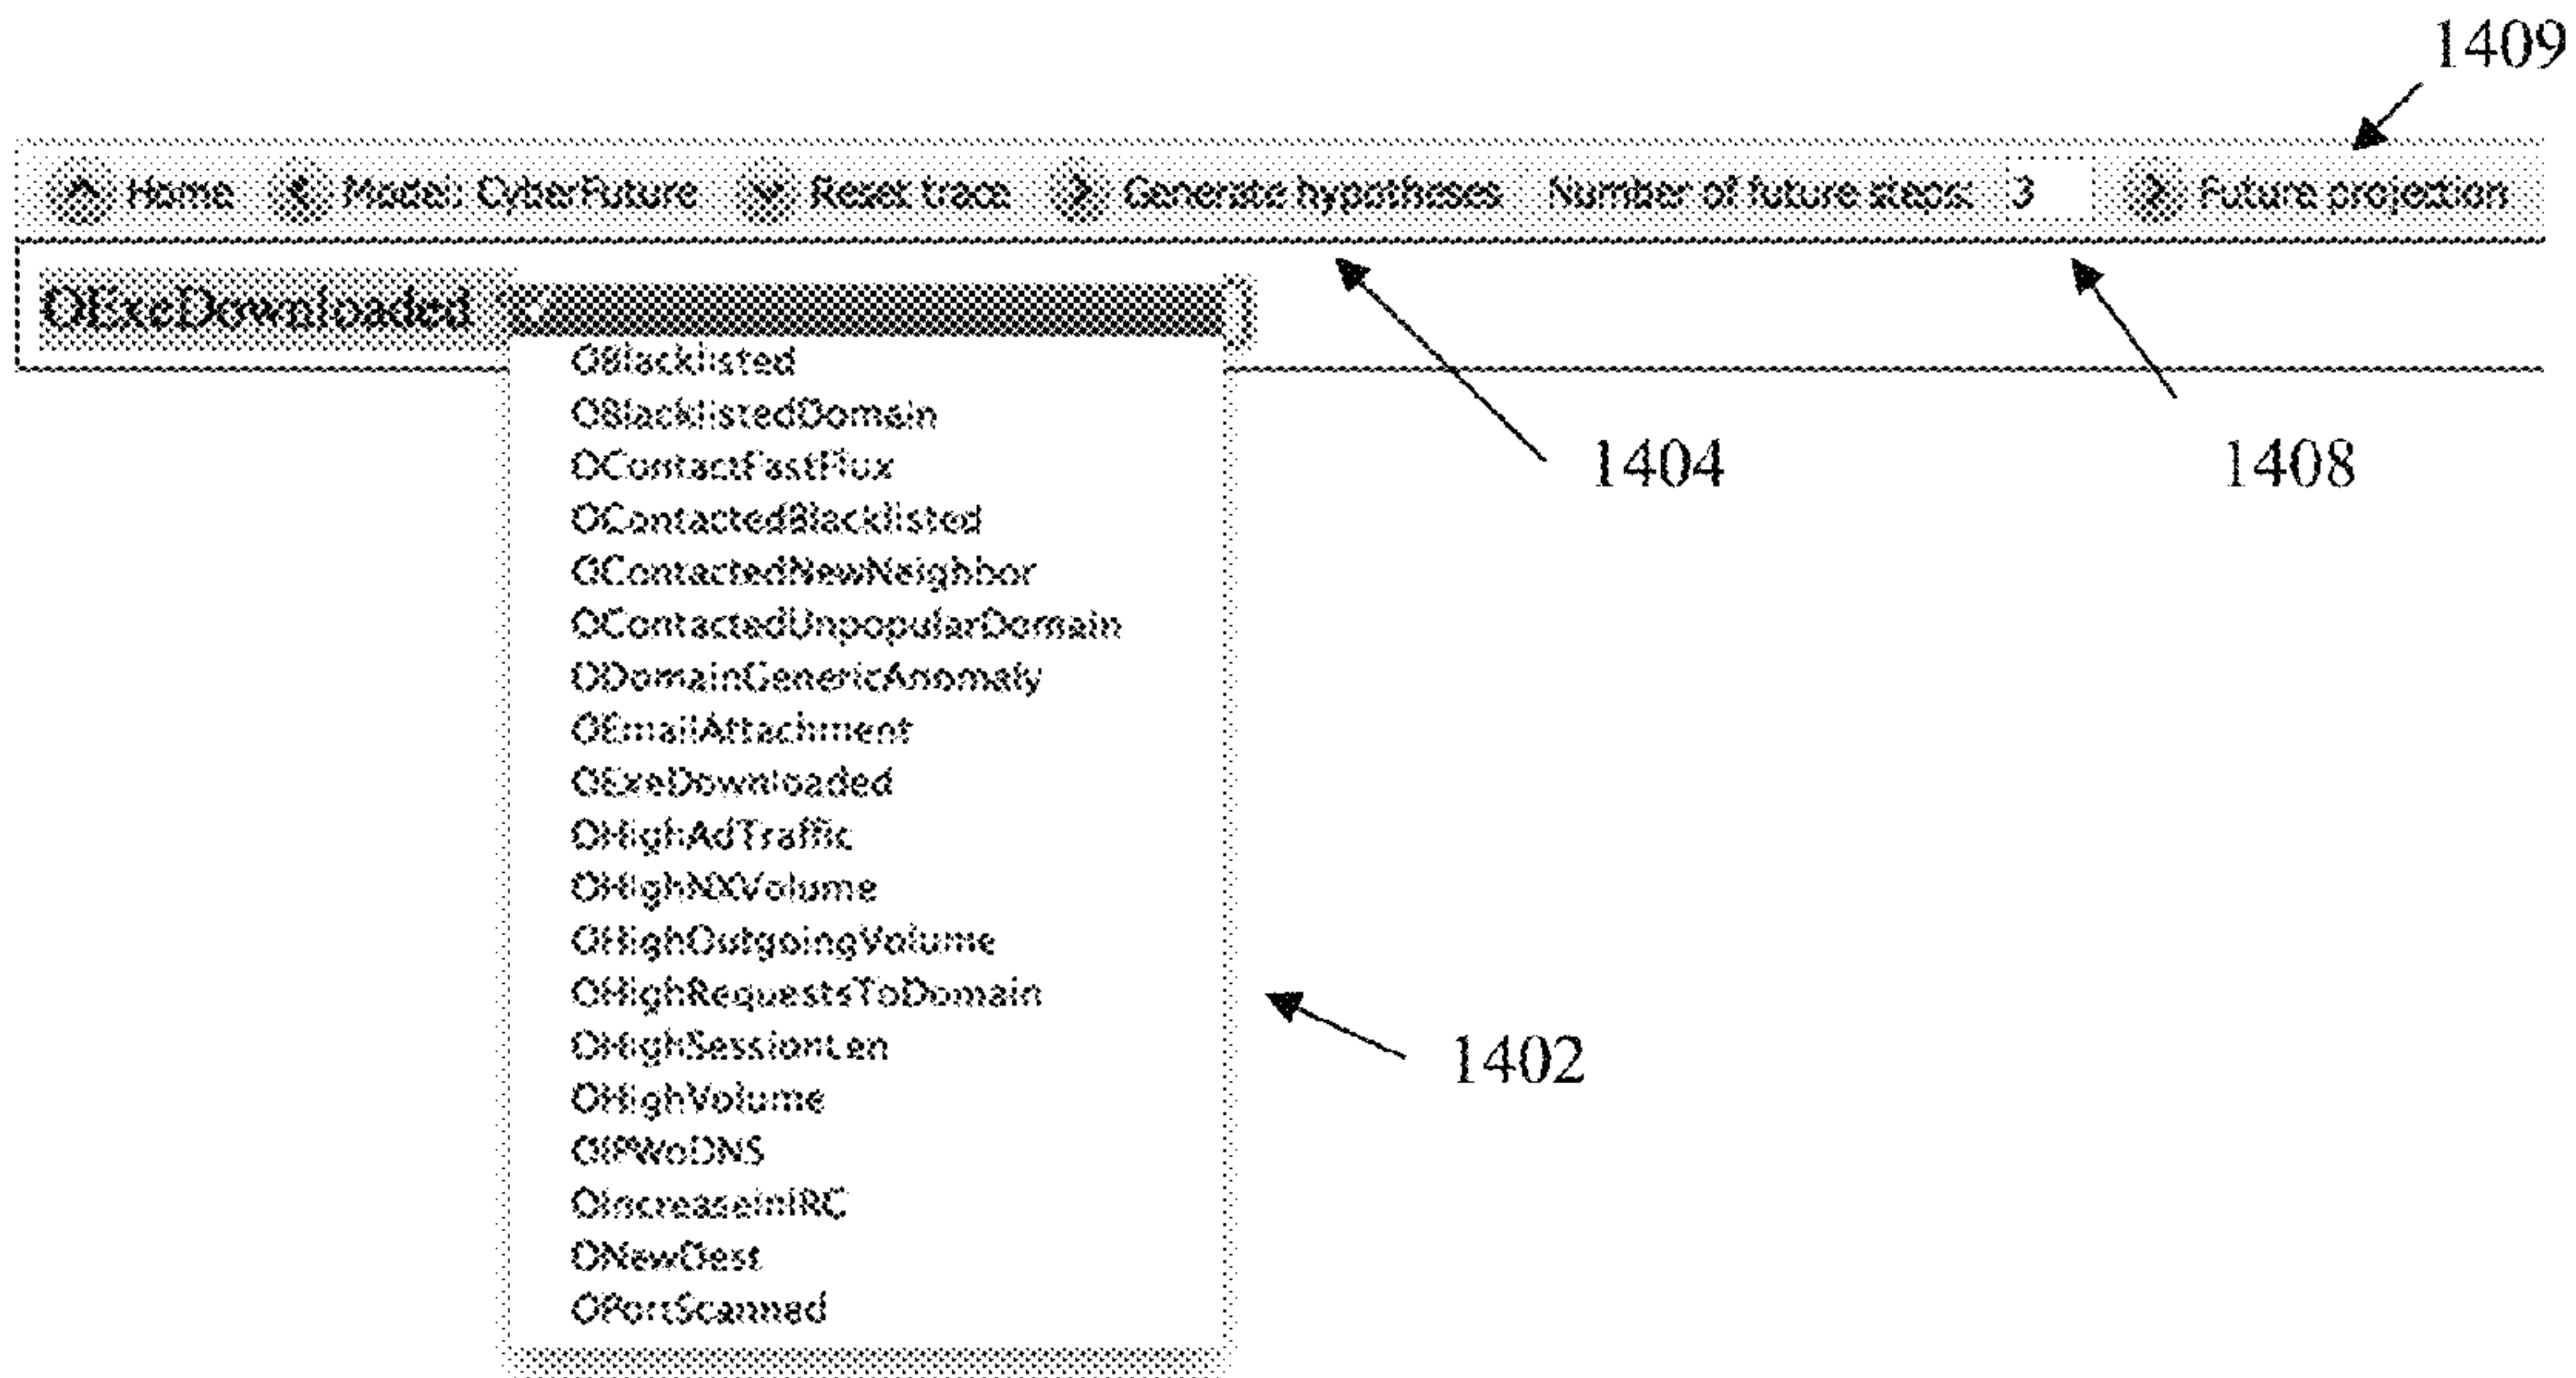 1409
Home Model: CyberFuture Reset trace Generate hypotheses Number of future steps: 3 Future projection
OExeDownloaded
OBlacklisted
OBlacklistedDomain
OContactFastFlux
OContactedBlacklisted
OContactedNewNeighbor
OContactedUnpopularDomain
ODomainGenericAnomaly
OEmailAttachment
OExeDownloaded
OHighAdTraffic
OHighNXVolume
OHighOutgoingVolume
OHighRequestsToDomain
OHighSessionLen
OHighVolume
OIPWoDNS
OIncreaseInIRC
ONewDest
OPortScanned
1404
1408
1402